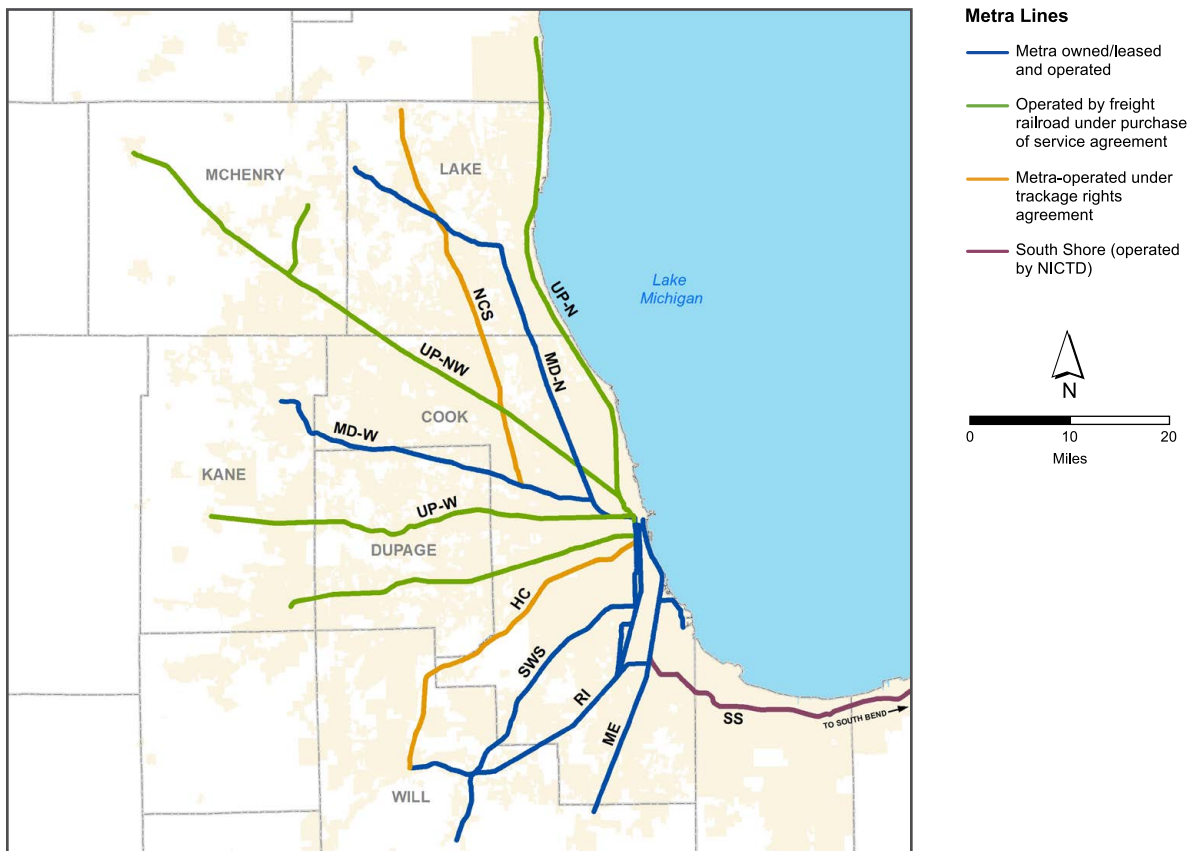 MCHENRY
LAKE
Lake
Michigan
UP-N
NCS
UP-NW
MD-N
COOK
MD-W
KANE
UP-W
DUPAGE
HC
SWS
RI
ME
SS
TO SOUTH BEND
WILL
Metra Lines
Metra owned/leased
and operated
Operated by freight
railroad under purchase
of service agreement
Metra-operated under
trackage rights
agreement
South Shore (operated
by NICTD)
N
0 10 20
Miles